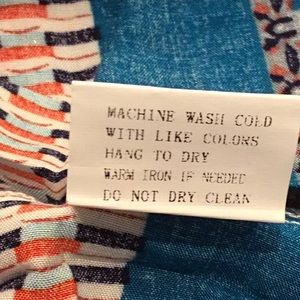 MACHINE WASH COLD
WITH LIKE COLORS
HANG TO DRY
WARM IRON IF NEEDED
DO NOT DRY CLEAN